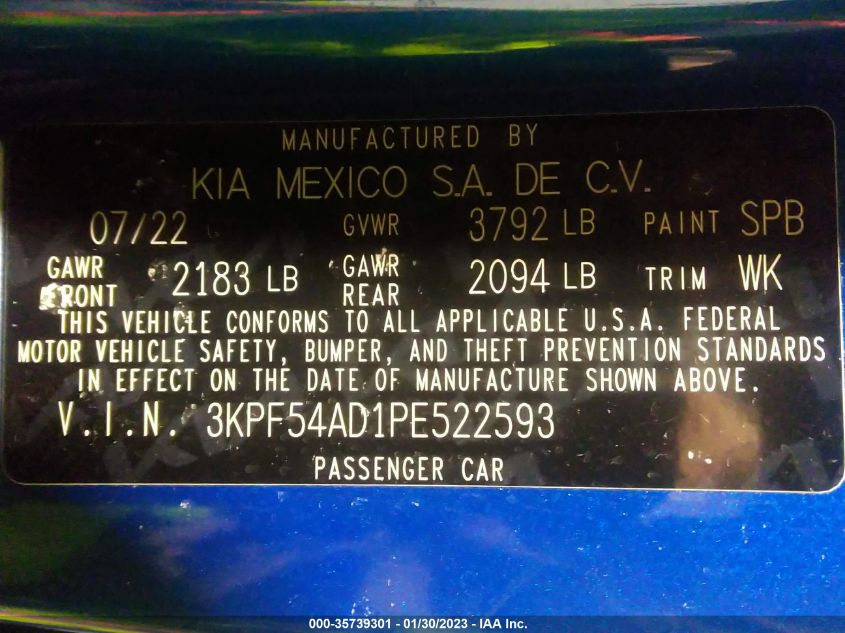 MANUFACTURED BY
KIA MEXICO S.A. DE C.V.
07/22 GVWR 3792 LB PAINT SPB
GAWR FRONT 2183 LB GAWR REAR 2094 LB TRIM WK
THIS VEHICLE CONFORMS TO ALL APPLICABLE U.S.A. FEDERAL
MOTOR VEHICLE SAFETY, BUMPER, AND THEFT PREVENTION STANDARDS
IN EFFECT ON THE DATE OF MANUFACTURE SHOWN ABOVE.
V.I.N. 3KPF54AD1PE522593
PASSENGER CAR
000-35739301 - 01/30/2023 - IAA Inc.